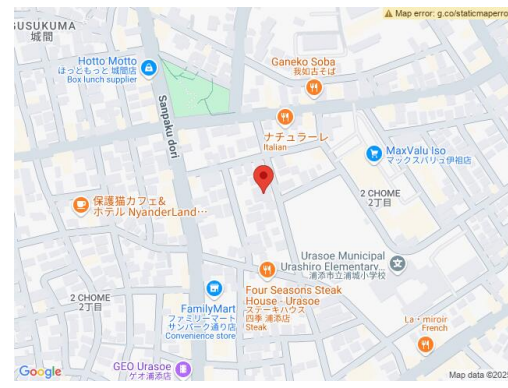 ⚠ Map error: g.co/staticmaperro
GUSUKUMA
城間
Hotto Motto
ほっともっと 城間店
Box lunch supplier
Ganeko Soba
我如古そば
Sanpaku dori
ナチュラーレ
Italian
MaxValu Iso
マックスバリュ伊祖店
2 CHOME
2丁目
保護猫カフェ&
ホテル NyanderLand…
Urasoe Municipal
Urashiro Elementary…
浦添市立浦城小学校
Four Seasons Steak
House - Urasoe
ステーキハウス
四季 浦添店
Steak
2 CHOME
2丁目
FamilyMart
ファミリーマート
サンパーク通り店
Convenience store
La・miroir
French
GEO Urasoe
ゲオ浦添店
Google
Map data ©2025